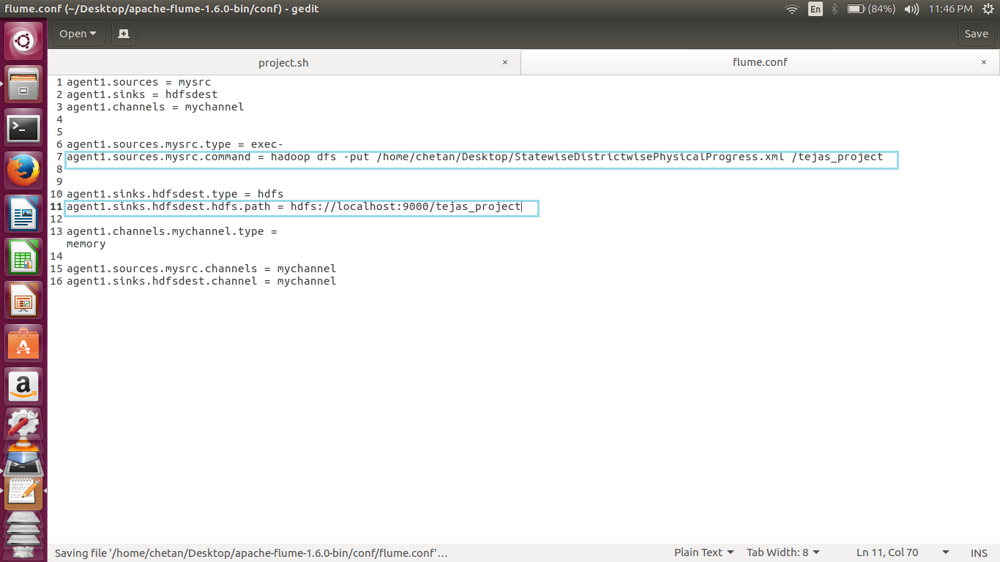 flume.conf (~/Desktop/apache-flume-1.6.0-bin/conf) - gedit
En
(84%)
11:46 PM
Open
Save
project.sh ×
flume.conf ×
1 agent1.sources = mysrc
2 agent1.sinks = hdfsdest
3 agent1.channels = mychannel
4
5
6 agent1.sources.mysrc.type = exec-
7 agent1.sources.mysrc.command = hadoop dfs -put /home/chetan/Desktop/StatewiseDistrictwisePhysicalProgress.xml /tejas_project
8
9
10 agent1.sinks.hdfsdest.type = hdfs
11 agent1.sinks.hdfsdest.hdfs.path = hdfs://localhost:9000/tejas_project
12
13 agent1.channels.mychannel.type =
memory
14
15 agent1.sources.mysrc.channels = mychannel
16 agent1.sinks.hdfsdest.channel = mychannel
Saving file '/home/chetan/Desktop/apache-flume-1.6.0-bin/conf/flume.conf'…
Plain Text
Tab Width: 8
Ln 11, Col 70
INS